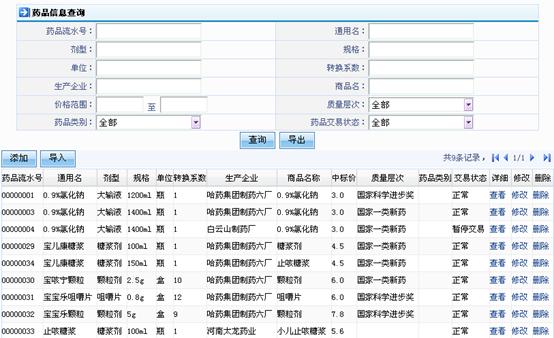 药品信息查询
药品流水号： 通用名：
剂型： 规格：
单位： 转换系数：
生产企业： 商品名：
价格范围： 至 质量层次： 全部
药品类别： 全部 药品交易状态： 全部
查询 导出
添加 导入 共9条记录， 1/1
药品流水号 通用名 剂型 规格 单位 转换系数 生产企业 商品名称 中标价 质量层次 药品类别 交易状态 详细 修改 删除
00000001 0.9%氯化钠 大输液 1200ml 瓶 1 哈药集团制药六厂 0.9%氯化钠 3.0 国家科学进步奖 正常 查看 修改 删除
00000003 0.9%氯化钠 大输液 1400ml 瓶 1 哈药集团制药六厂 0.9%氯化钠 3.0 国家一类新药 正常 查看 修改 删除
00000004 0.9%氯化钠 大输液 1400ml 瓶 1 白云山制药厂 0.9%氯化钠 3.0 国家一类新药 暂停交易 查看 修改 删除
00000029 宝儿康糖浆 糖浆剂 100ml 瓶 1 哈药集团制药六厂 糖浆剂 4.5 国家一类新药 正常 查看 修改 删除
00000034 宝儿康糖浆 糖浆剂 150ml 瓶 1 哈药集团制药六厂 止咳糖浆 4.5 国家一类新药 正常 查看 修改 删除
00000030 宝咳宁颗粒 颗粒剂 2.5g 盒 10 哈药集团制药六厂 颗粒剂 6.0 国家一类新药 正常 查看 修改 删除
00000031 宝宝乐咀嚼片 咀嚼片 0.8g 盒 12 哈药集团制药六厂 咀嚼片 6.0 国家科学进步奖 正常 查看 修改 删除
00000032 宝宝乐颗粒 颗粒剂 5g 盒 9 哈药集团制药六厂 颗粒剂 7.8 国家科学进步奖 正常 查看 修改 删除
00000033 止咳糖浆 糖浆剂 100ml 瓶 1 河南太龙药业 小儿止咳糖浆 5.6 正常 查看 修改 删除